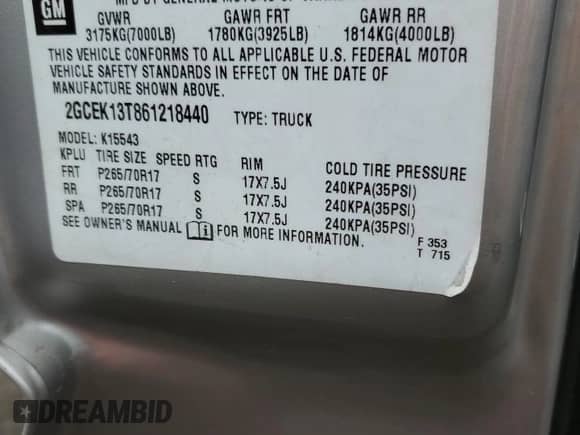 GM
GVWR GAWR FRT GAWR RR
3175KG(7000LB) 1780KG(3925LB) 1814KG(4000LB)
THIS VEHICLE CONFORMS TO ALL APPLICABLE U.S. FEDERAL MOTOR
VEHICLE SAFETY STANDARDS IN EFFECT ON THE DATE OF
MANUFACTURE SHOWN ABOVE.
2GCEK13T861218440 TYPE: TRUCK
MODEL: K15543
KPLU TIRE SIZE SPEED RTG RIM COLD TIRE PRESSURE
FRT P265/70R17 S 17X7.5J 240KPA(35PSI)
RR P265/70R17 S 17X7.5J 240KPA(35PSI)
SPA P265/70R17 S 17X7.5J 240KPA(35PSI)
SEE OWNER'S MANUAL FOR MORE INFORMATION.
F 353
T 715
DREAMBID